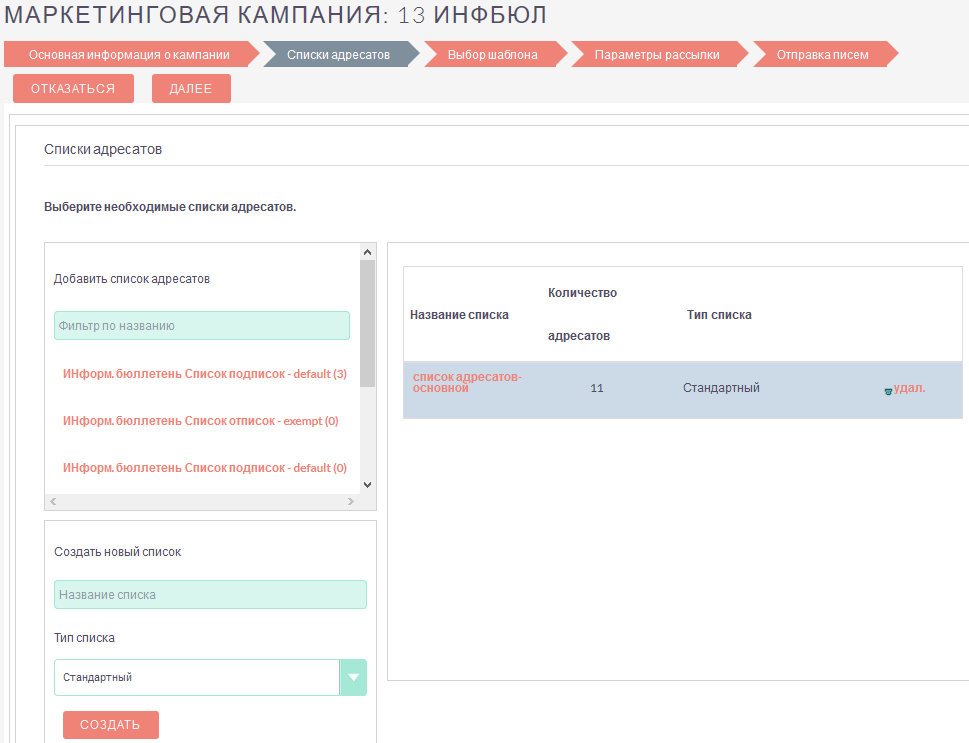 МАРКЕТИНГОВАЯ КАМПАНИЯ: 13 ИНФБЮЛ
Основная информация о кампании
Списки адресатов
Выбор шаблона
Параметры рассылки
Отправка писем
ОТКАЗАТЬСЯ
ДАЛЕЕ
Списки адресатов
Выберите необходимые списки адресатов.
Добавить список адресатов
Фильтр по названию
ИНформ. бюллетень Список подписок - default (3)
ИНформ. бюллетень Список отписок - exempt (0)
ИНформ. бюллетень Список подписок - default (0)
Создать новый список
Название списка
Тип списка
Стандартный
СОЗДАТЬ
Название списка
Количество
адресатов
Тип списка
список адресатов-
основной
11
Стандартный
удал.